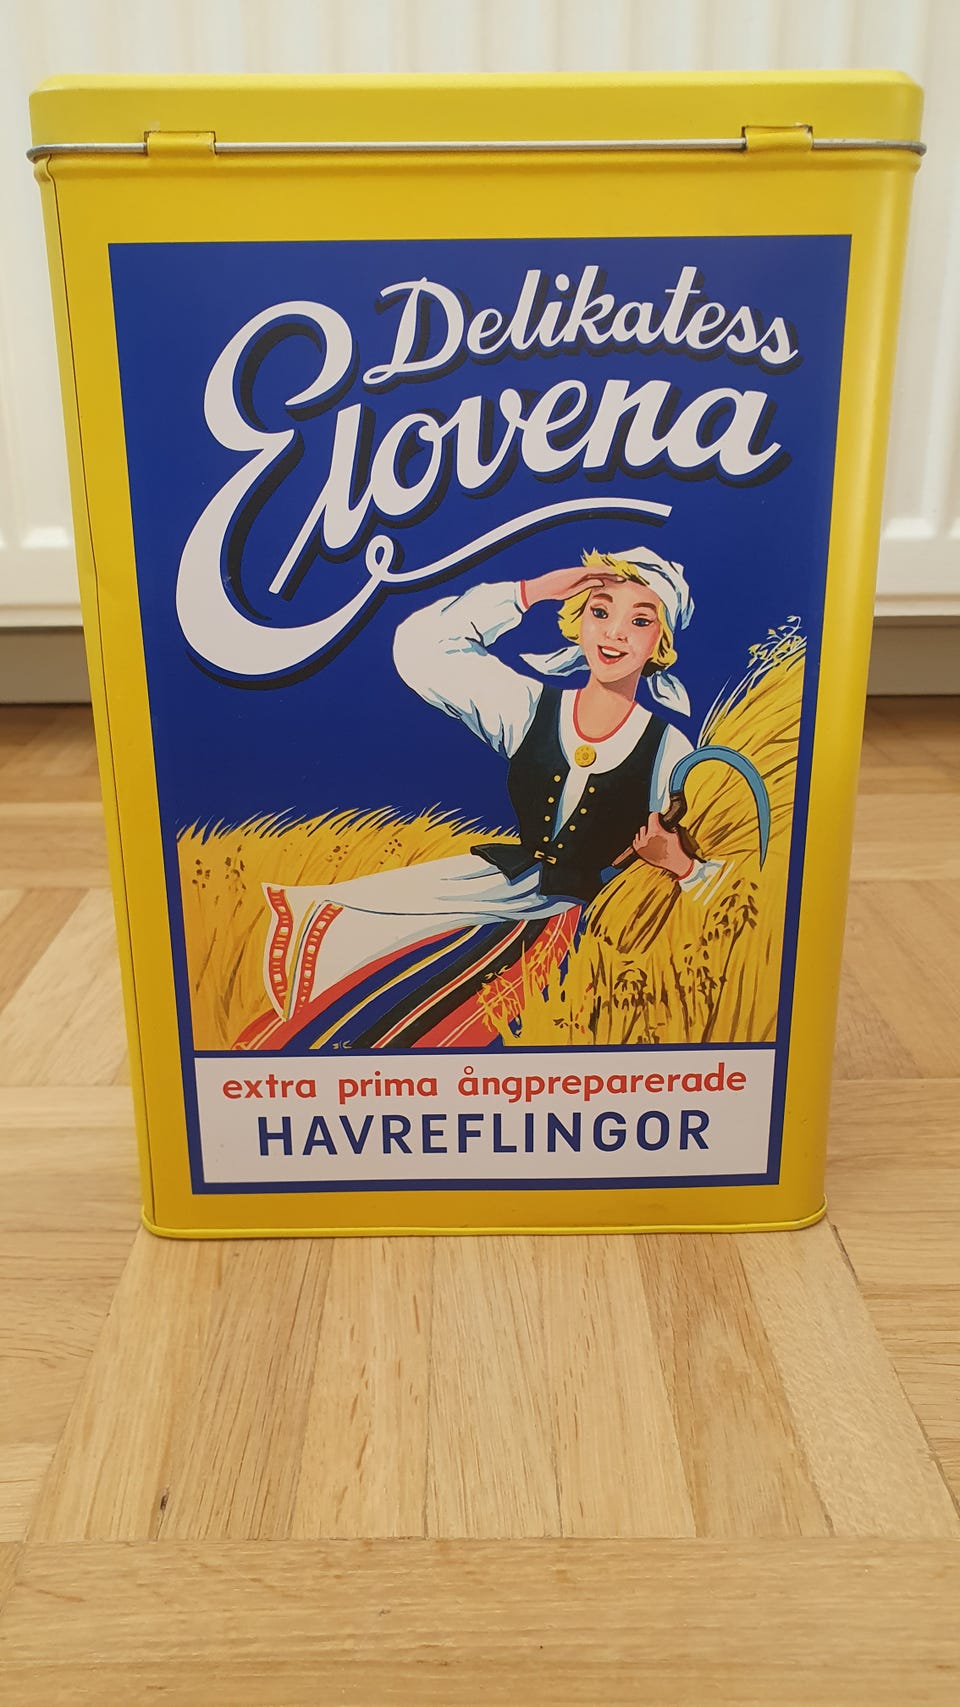 Delikatess
Elovena
extra prima ångpreparerade
HAVREFLINGOR